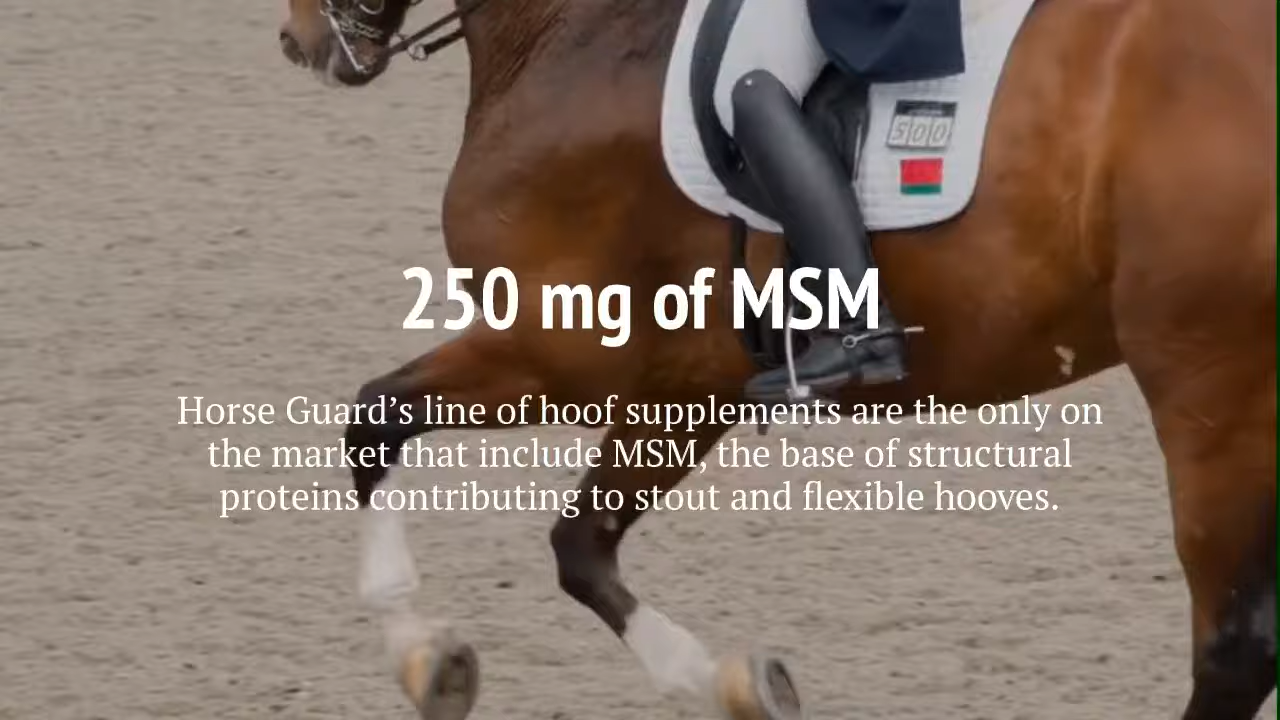 500
250 mg of MSM
Horse Guard’s line of hoof supplements are the only on
the market that include MSM, the base of structural
proteins contributing to stout and flexible hooves.